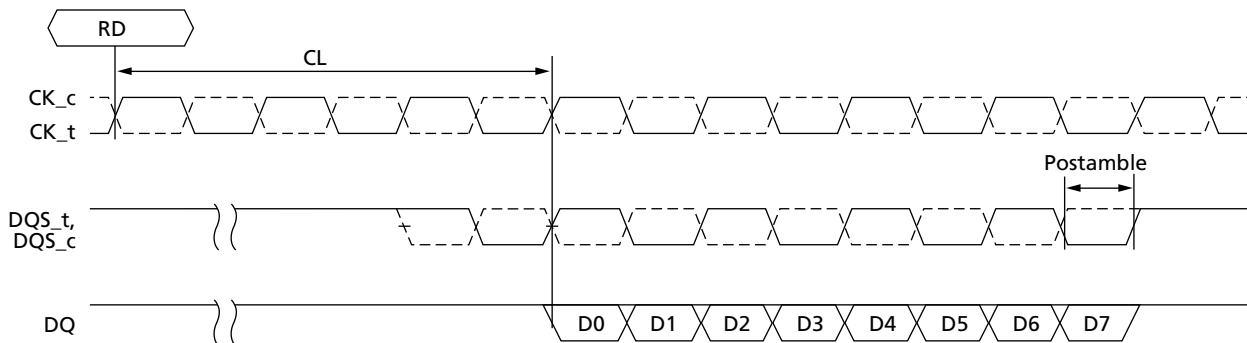 RD
CL
CK_c
CK_t
Postamble
DQS_t,
DQS_c
DQ
D0 D1 D2 D3 D4 D5 D6 D7